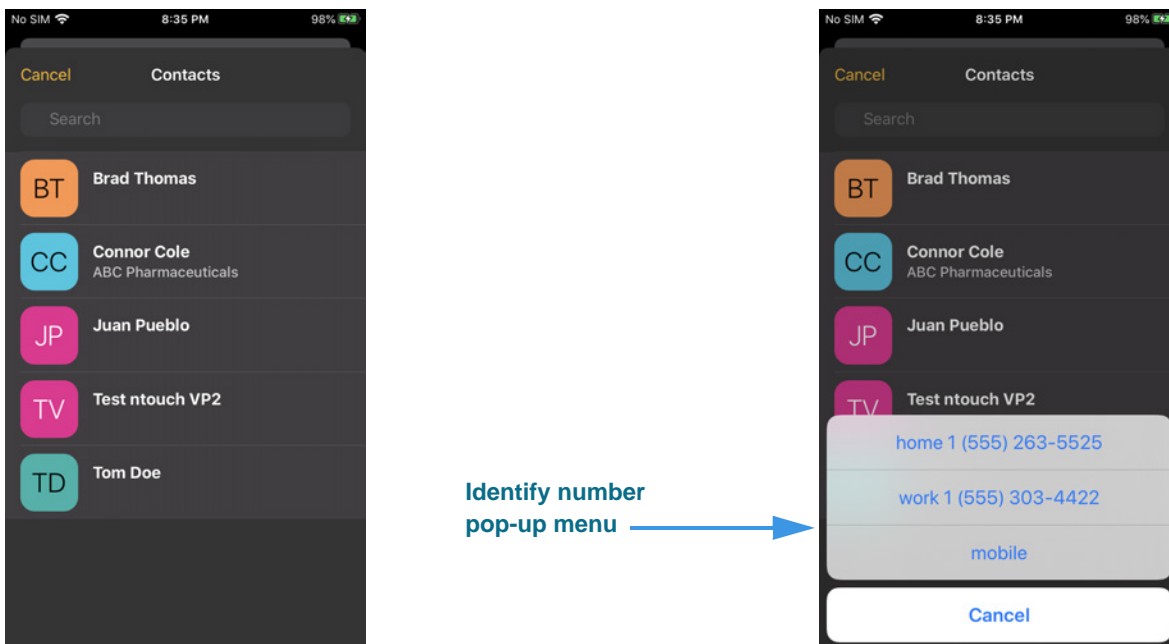 No SIM 8:35 PM 98%
Cancel Contacts
Search
BT Brad Thomas
CC Connor Cole
ABC Pharmaceuticals
JP Juan Pueblo
TV Test ntouch VP2
TD Tom Doe
Identify number
pop-up menu
No SIM 8:35 PM 98%
Cancel Contacts
Search
BT Brad Thomas
CC Connor Cole
ABC Pharmaceuticals
JP Juan Pueblo
TV Test ntouch VP2
home 1 (555) 263-5525
work 1 (555) 303-4422
mobile
Cancel